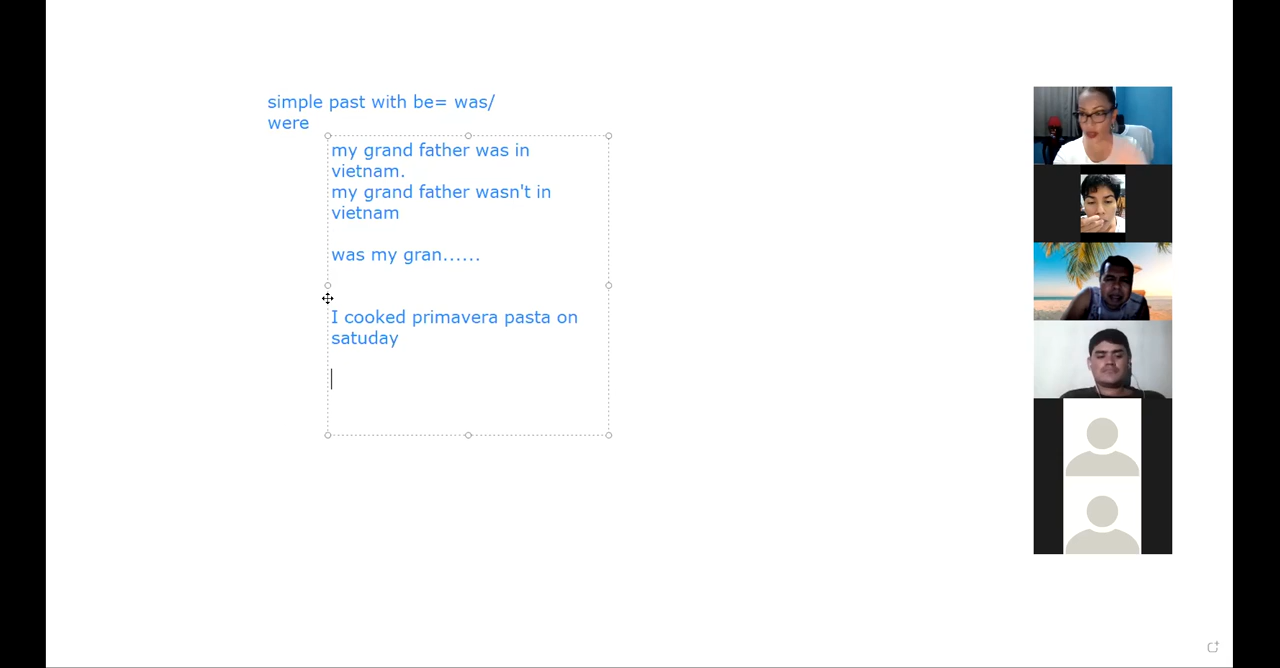 simple past with be= was/
were
my grand father was in
vietnam.
my grand father wasn't in
vietnam
was my gran......
I cooked primavera pasta on
satuday